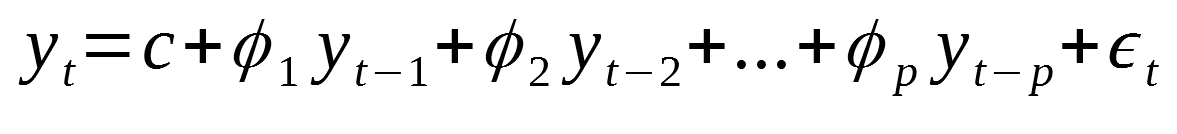 y_t = c + ϕ_1 y_{t−1} + ϕ_2 y_{t−2} + ... + ϕ_p y_{t−p} + ϵ_t